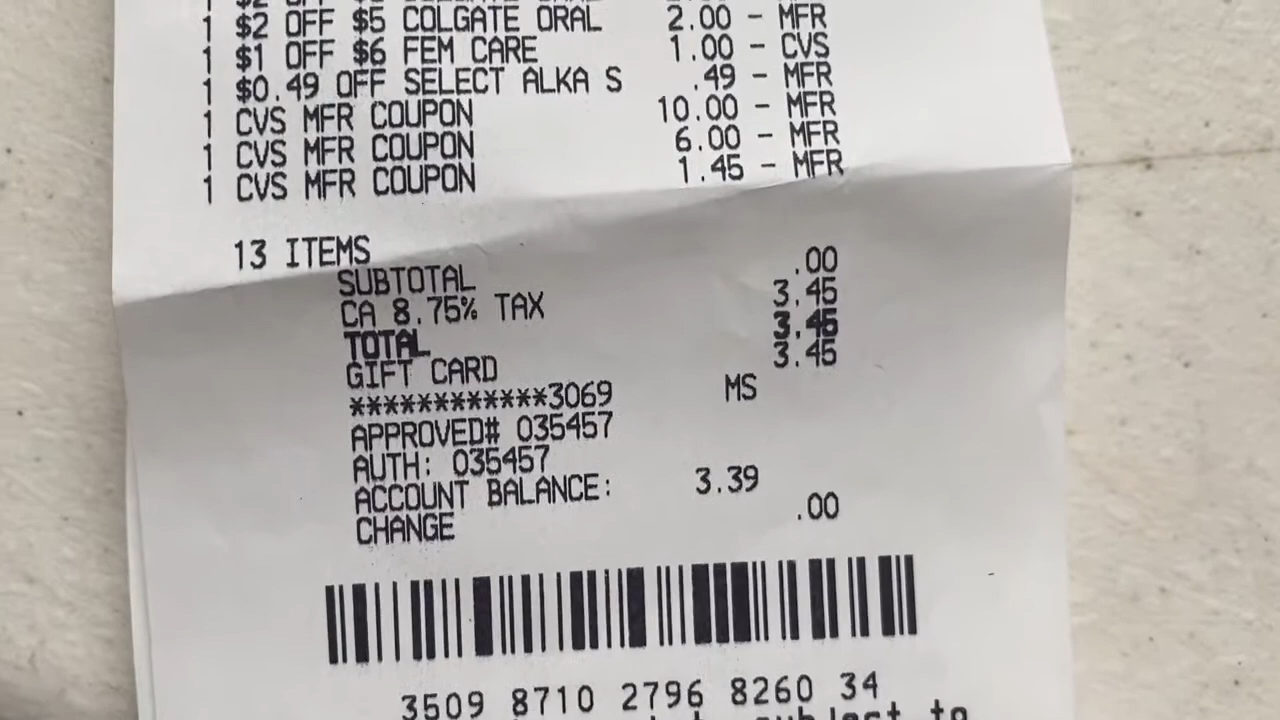 1 $2 OFF $5 COLGATE ORAL 2.00 - MFR
1 $1 OFF $6 FEM CARE 1.00 - CVS
1 $0.49 OFF SELECT ALKA S .49 - MFR
1 CVS MFR COUPON 10.00 - MFR
1 CVS MFR COUPON 6.00 - MFR
1 CVS MFR COUPON 1.45 - MFR
13 ITEMS
SUBTOTAL .00
CA 8.75% TAX 3.45
TOTAL 3.45
GIFT CARD 3.45
************3069 MS
APPROVED# 035457
AUTH: 035457
ACCOUNT BALANCE: 3.39
CHANGE .00
3509 8710 2796 8260 34
subject to